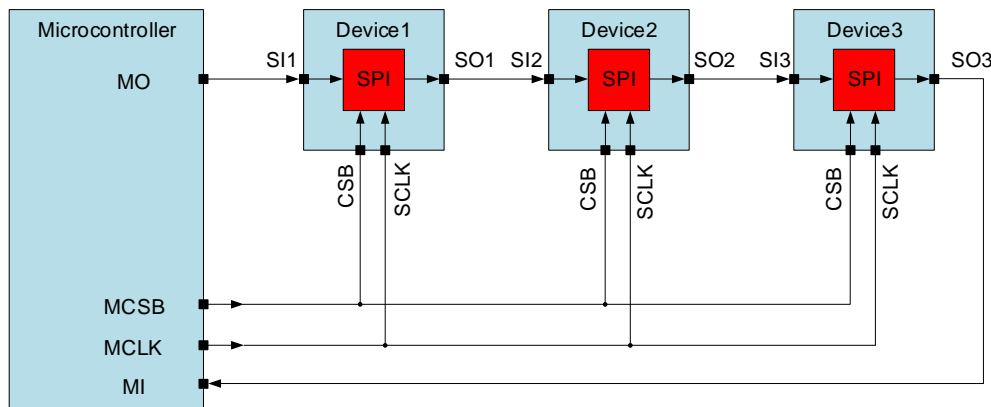 Microcontroller
Device1
Device2
Device3
MO
SI1
SPI
SO1
SI2
SPI
SO2
SI3
SPI
SO3
CSB
SCLK
CSB
SCLK
CSB
SCLK
MCSB
MCLK
MI